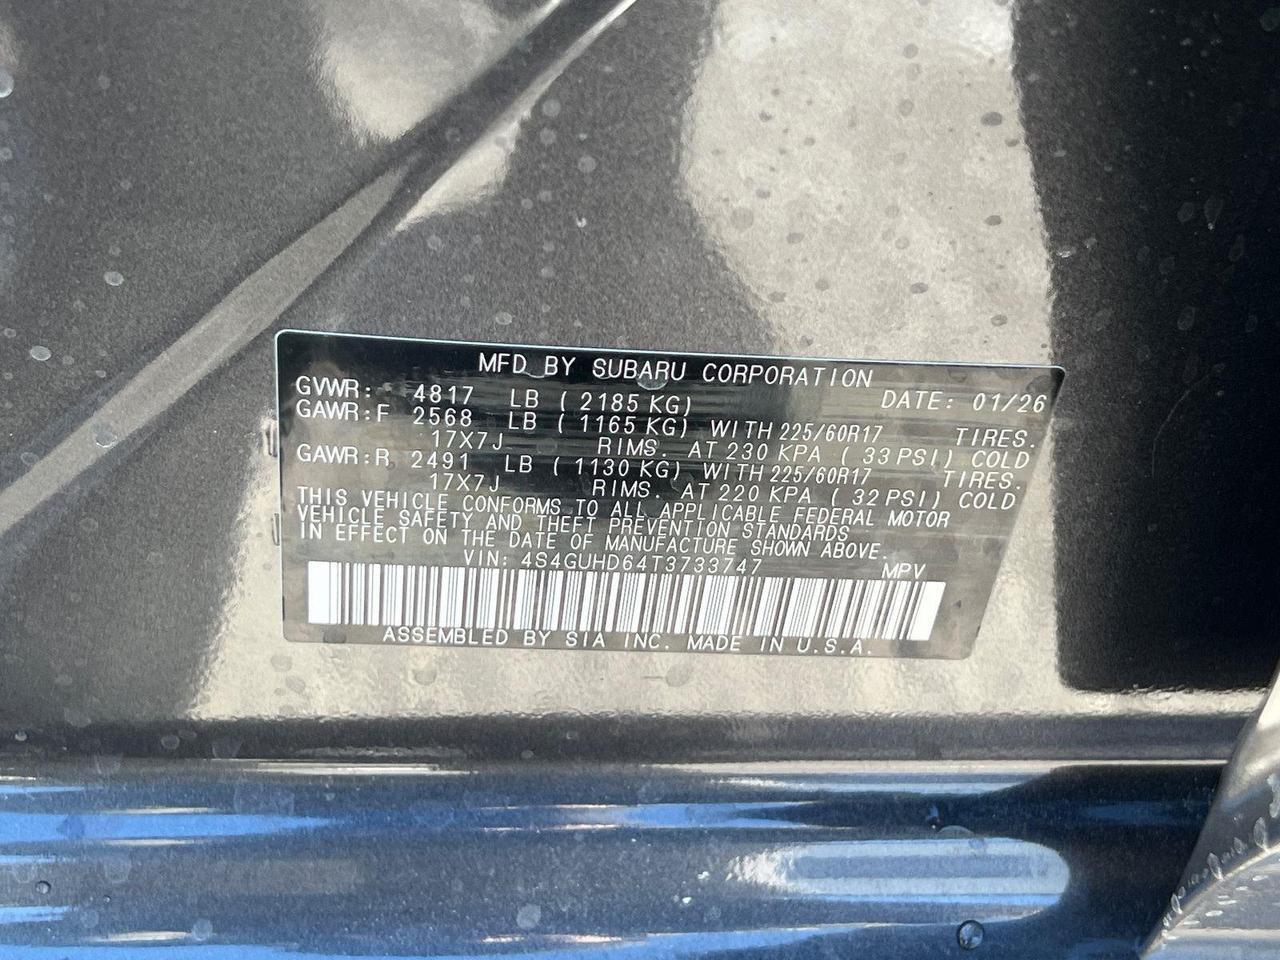 MFD BY SUBARU CORPORATION
GVWR: 4817 LB ( 2185 KG) DATE: 01/26
GAWR:F 2568 LB ( 1165 KG) WITH 225/60R17 TIRES.
17X7J RIMS. AT 230 KPA ( 33 PSI) COLD
GAWR:R 2491 LB ( 1130 KG) WITH 225/60R17 TIRES.
17X7J RIMS. AT 220 KPA ( 32 PSI) COLD
THIS VEHICLE CONFORMS TO ALL APPLICABLE FEDERAL MOTOR
VEHICLE SAFETY AND THEFT PREVENTION STANDARDS
IN EFFECT ON THE DATE OF MANUFACTURE SHOWN ABOVE.
VIN: 4S4GUHD64T3733747 MPV
ASSEMBLED BY SIA INC. MADE IN U.S.A.